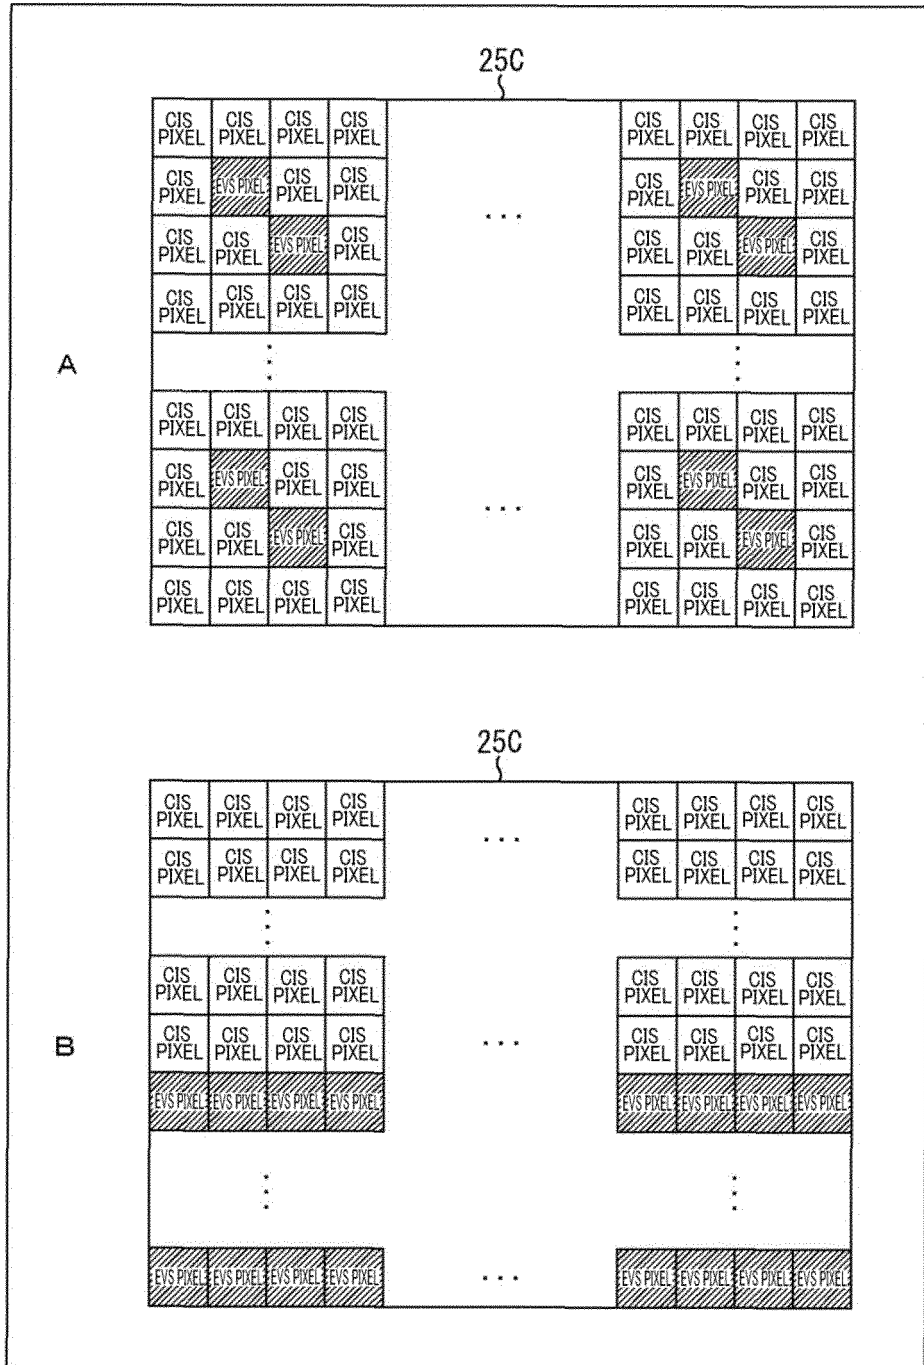 25C
CIS PIXEL CIS PIXEL CIS PIXEL CIS PIXEL CIS PIXEL CIS PIXEL CIS PIXEL CIS PIXEL
CIS PIXEL EVS PIXEL CIS PIXEL CIS PIXEL ... CIS PIXEL EVS PIXEL CIS PIXEL CIS PIXEL
CIS PIXEL CIS PIXEL EVS PIXEL CIS PIXEL CIS PIXEL CIS PIXEL EVS PIXEL CIS PIXEL
CIS PIXEL CIS PIXEL CIS PIXEL CIS PIXEL CIS PIXEL CIS PIXEL CIS PIXEL CIS PIXEL
A
CIS PIXEL CIS PIXEL CIS PIXEL CIS PIXEL CIS PIXEL CIS PIXEL CIS PIXEL CIS PIXEL
CIS PIXEL EVS PIXEL CIS PIXEL CIS PIXEL ... CIS PIXEL EVS PIXEL CIS PIXEL CIS PIXEL
CIS PIXEL CIS PIXEL EVS PIXEL CIS PIXEL CIS PIXEL CIS PIXEL EVS PIXEL CIS PIXEL
CIS PIXEL CIS PIXEL CIS PIXEL CIS PIXEL CIS PIXEL CIS PIXEL CIS PIXEL CIS PIXEL
25C
CIS PIXEL CIS PIXEL CIS PIXEL CIS PIXEL ... CIS PIXEL CIS PIXEL CIS PIXEL CIS PIXEL
CIS PIXEL CIS PIXEL CIS PIXEL CIS PIXEL CIS PIXEL CIS PIXEL CIS PIXEL CIS PIXEL
CIS PIXEL CIS PIXEL CIS PIXEL CIS PIXEL CIS PIXEL CIS PIXEL CIS PIXEL CIS PIXEL
B
CIS PIXEL CIS PIXEL CIS PIXEL CIS PIXEL ... CIS PIXEL CIS PIXEL CIS PIXEL CIS PIXEL
EVS PIXEL EVS PIXEL EVS PIXEL EVS PIXEL EVS PIXEL EVS PIXEL EVS PIXEL EVS PIXEL
EVS PIXEL EVS PIXEL EVS PIXEL EVS PIXEL ... EVS PIXEL EVS PIXEL EVS PIXEL EVS PIXEL